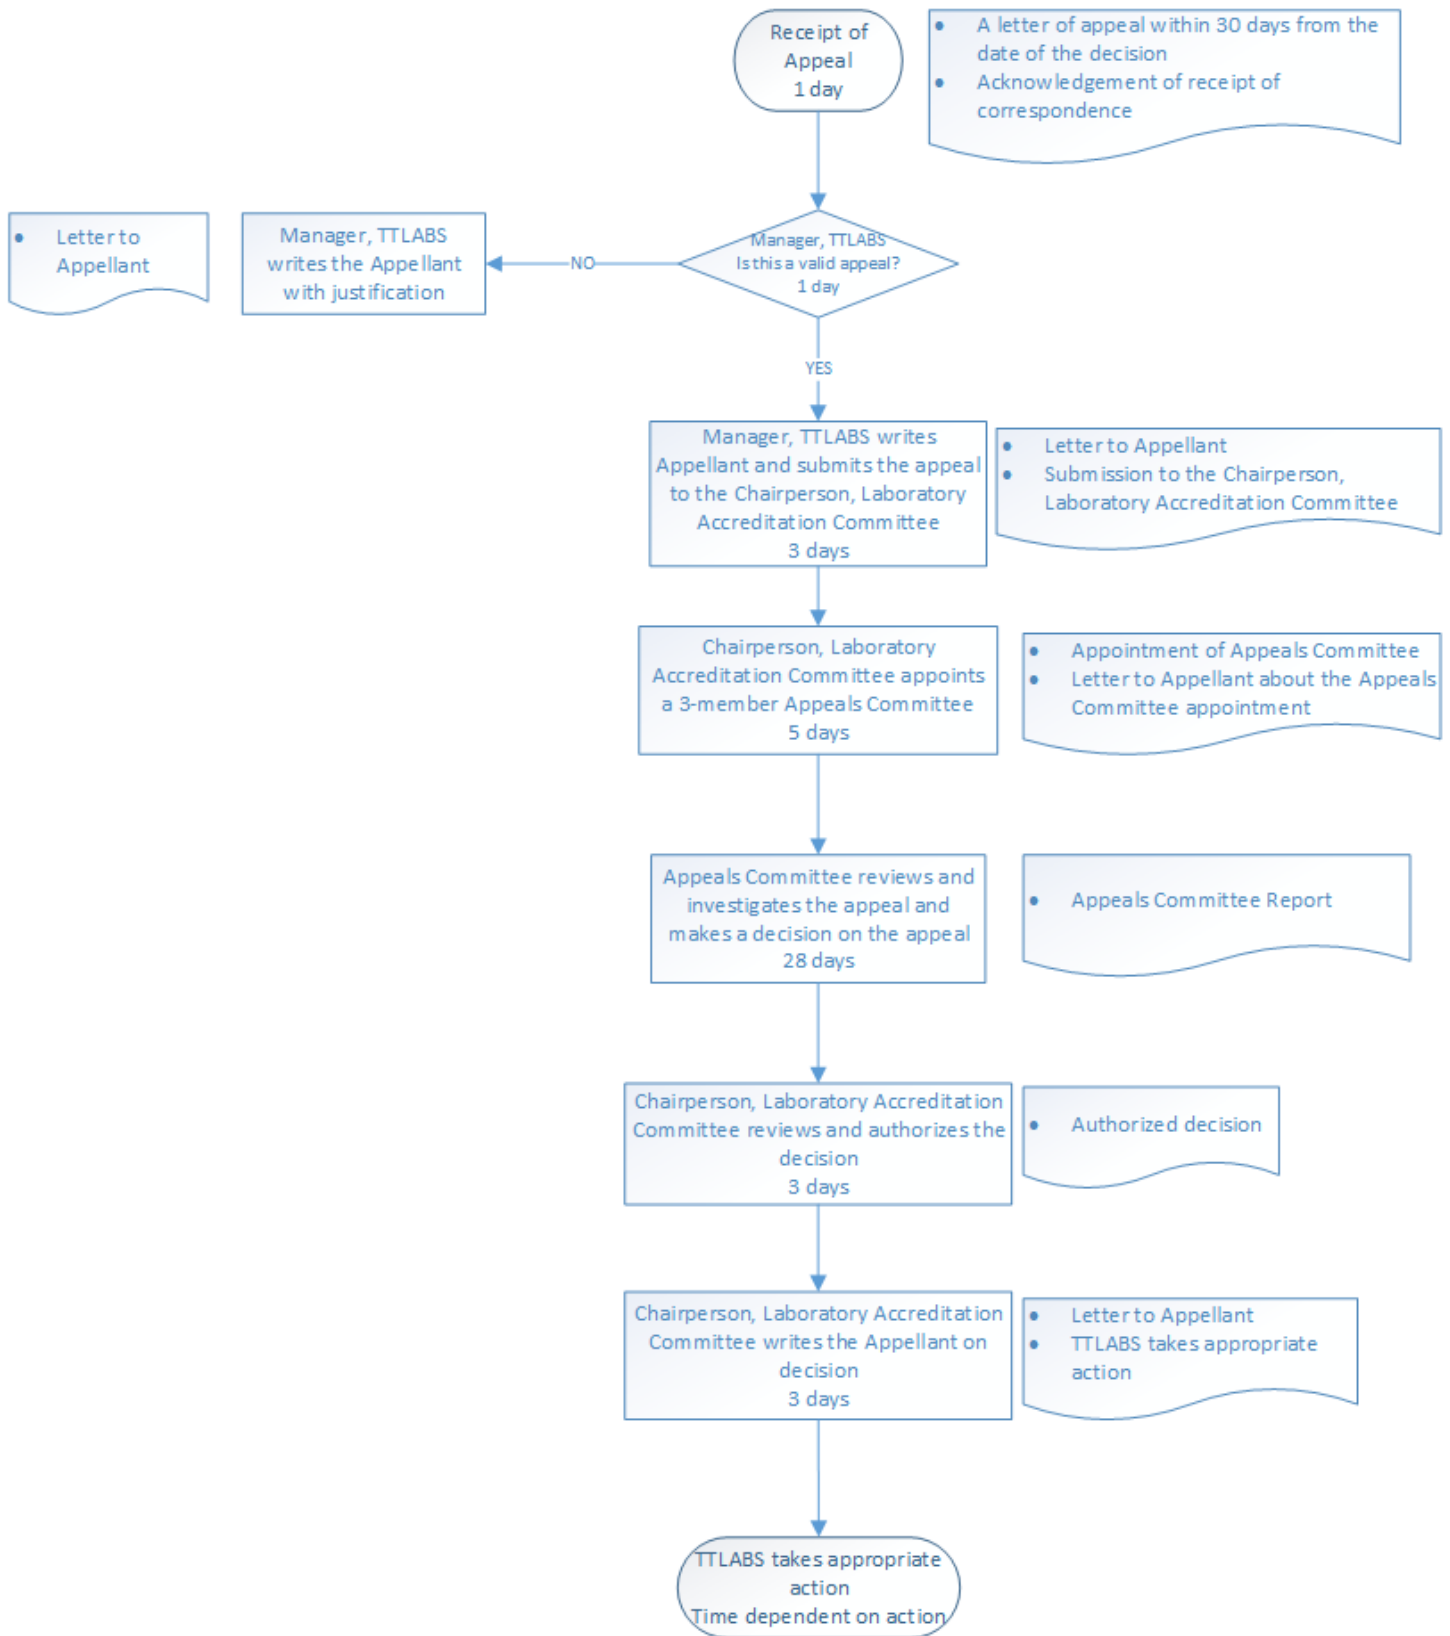 Receipt of
Appeal
1 day
● A letter of appeal within 30 days from the
date of the decision
● Acknowledgement of receipt of
correspondence
● Letter to
Appellant
Manager, TTLABS
writes the Appellant
with justification
NO
Manager, TTLABS
Is this a valid appeal?
1 day
YES
Manager, TTLABS writes
Appellant and submits the appeal
to the Chairperson, Laboratory
Accreditation Committee
3 days
● Letter to Appellant
● Submission to the Chairperson,
Laboratory Accreditation Committee
Chairperson, Laboratory
Accreditation Committee appoints
a 3-member Appeals Committee
5 days
● Appointment of Appeals Committee
● Letter to Appellant about the Appeals
Committee appointment
Appeals Committee reviews and
investigates the appeal and
makes a decision on the appeal
28 days
● Appeals Committee Report
Chairperson, Laboratory Accreditation
Committee reviews and authorizes the
decision
3 days
● Authorized decision
Chairperson, Laboratory Accreditation
Committee writes the Appellant on
decision
3 days
● Letter to Appellant
● TTLABS takes appropriate
action
TTLABS takes appropriate
action
Time dependent on action